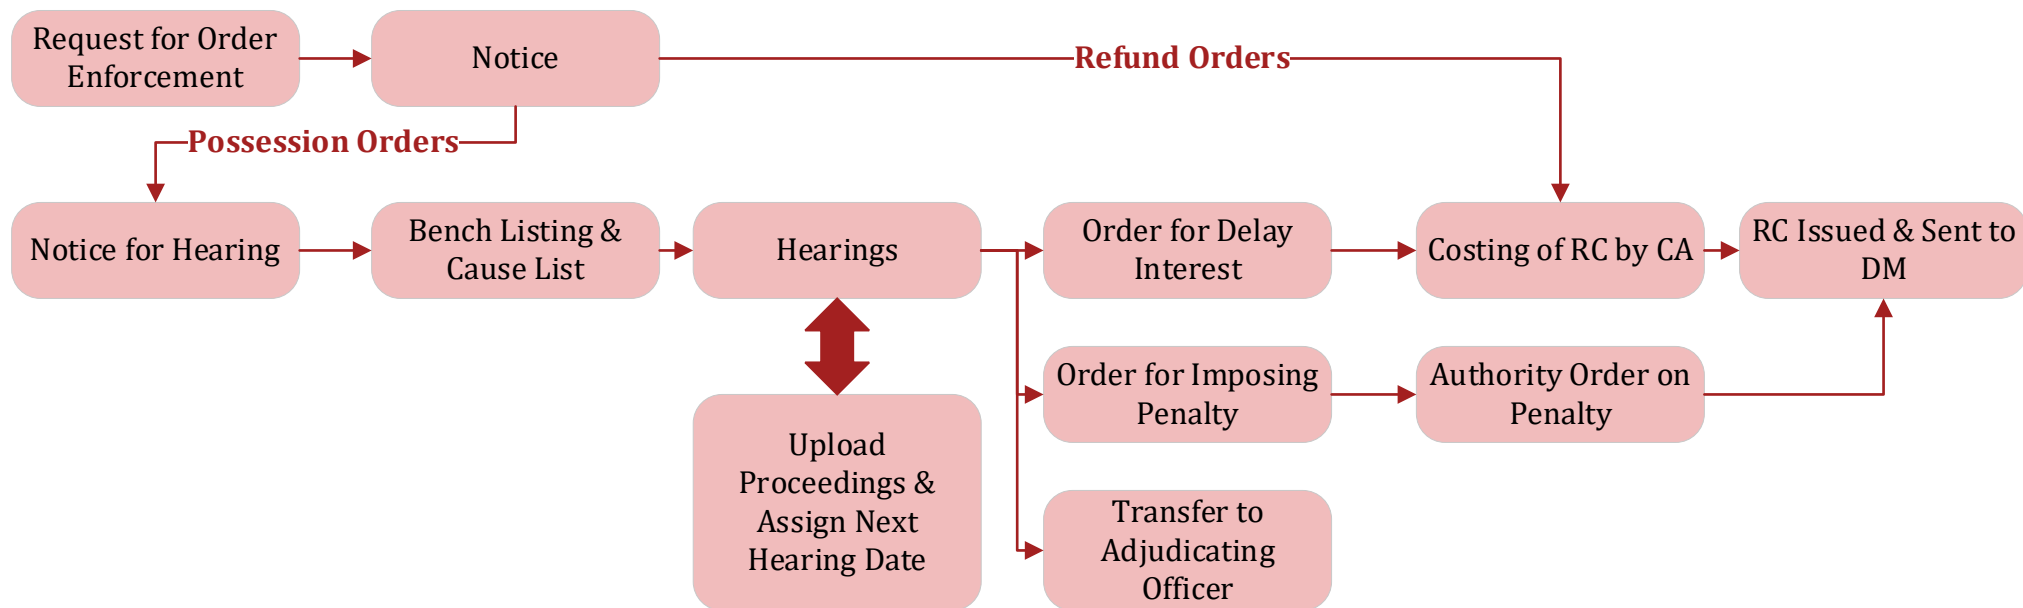 Request for Order
Enforcement
Notice
Refund Orders
Possession Orders
Notice for Hearing
Bench Listing &
Cause List
Hearings
Order for Delay
Interest
Costing of RC by CA
RC Issued & Sent to
DM
Order for Imposing
Penalty
Authority Order on
Penalty
Upload
Proceedings &
Assign Next
Hearing Date
Transfer to
Adjudicating
Officer